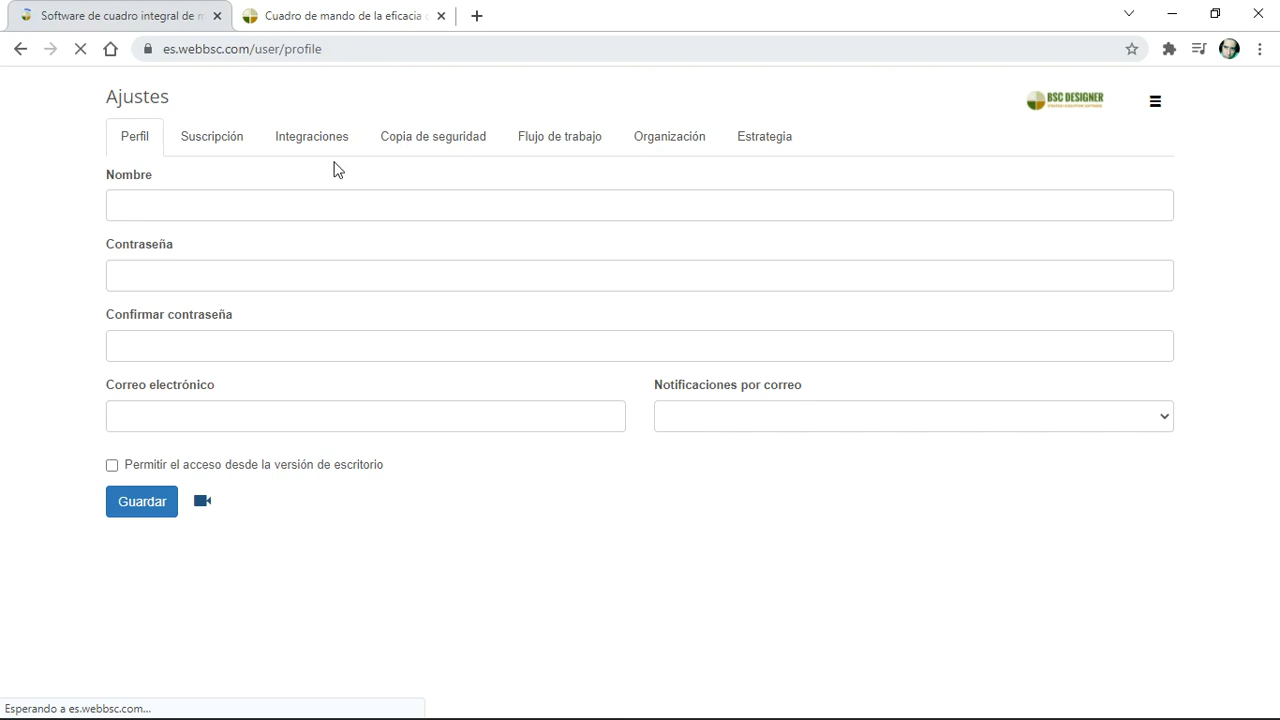 Software de cuadro integral de m
Cuadro de mando de la eficacia
es.webbsc.com/user/profile
Ajustes
BSC DESIGNER
Perfil
Suscripción
Integraciones
Copia de seguridad
Flujo de trabajo
Organización
Estrategia
Nombre
Contraseña
Confirmar contraseña
Correo electrónico
Notificaciones por correo
Permitir el acceso desde la versión de escritorio
Guardar
Esperando a es.webbsc.com...